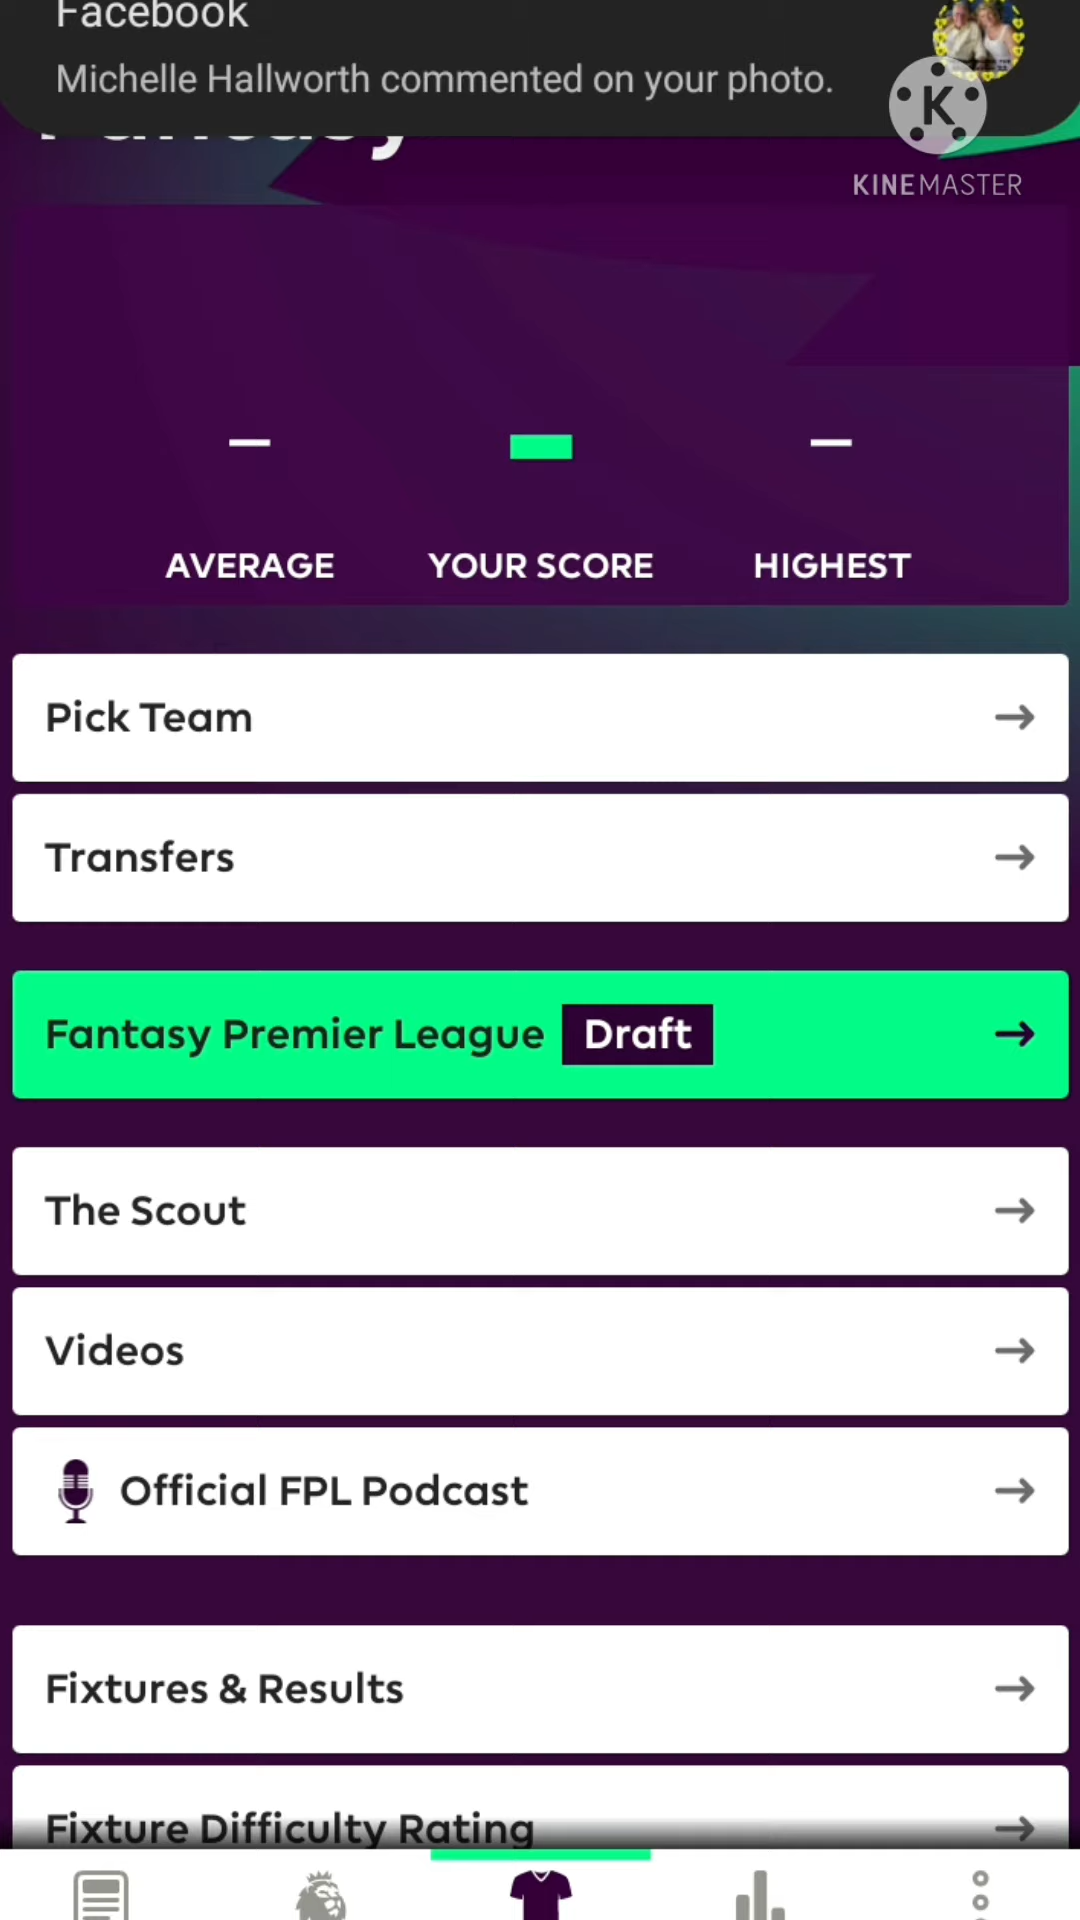 Facebook
Michelle Hallworth commented on your photo.
K
KINEMASTER
Fantasy
AVERAGE
YOUR SCORE
HIGHEST
Pick Team
Transfers
Fantasy Premier League Draft
The Scout
Videos
Official FPL Podcast
Fixtures & Results
Fixture Difficulty Rating